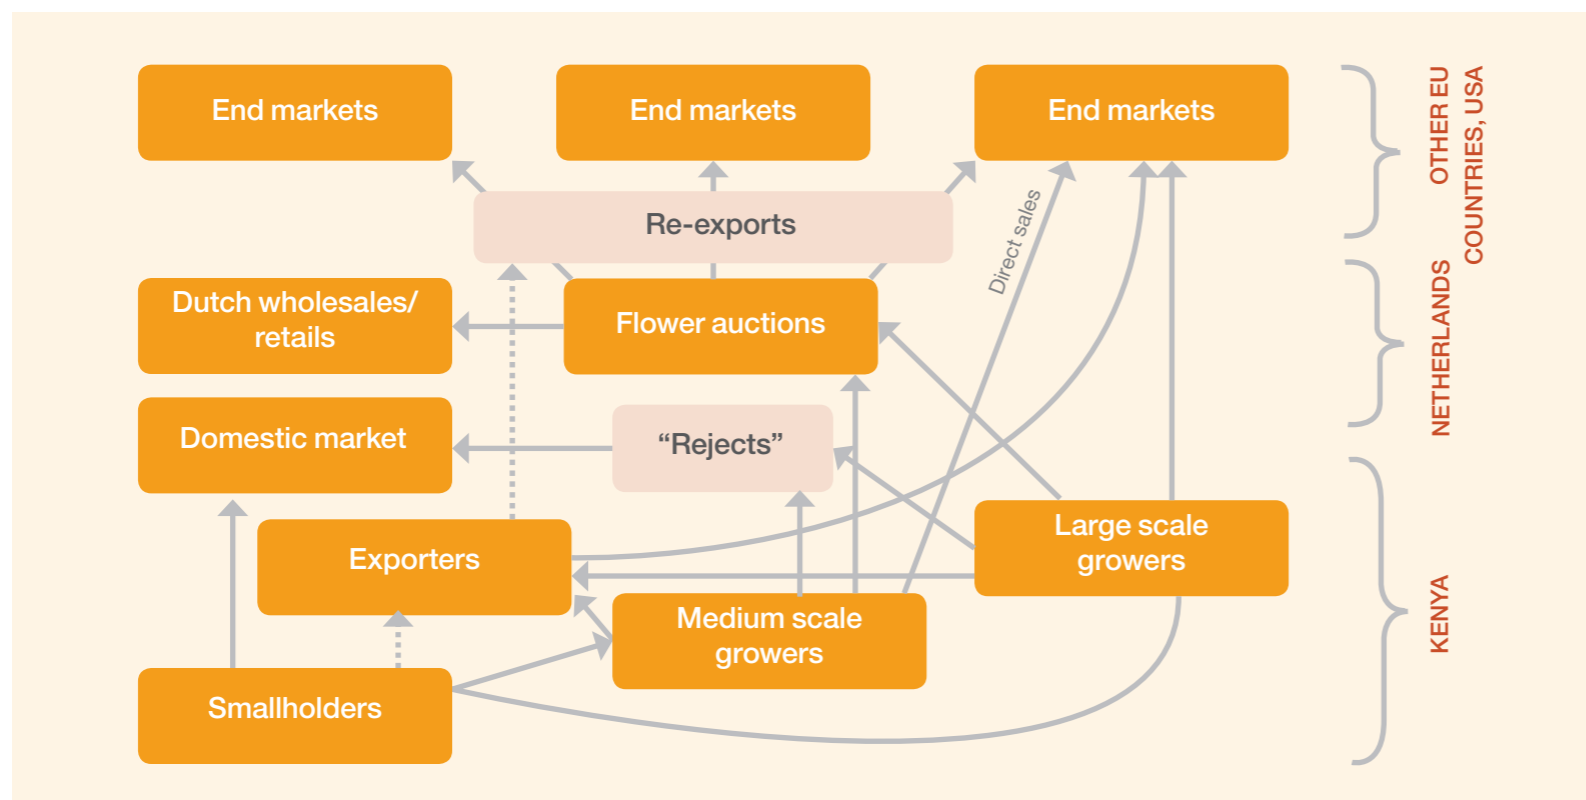 End markets
End markets
End markets
OTHER EU
COUNTRIES, USA
Re-exports
Direct sales
Dutch wholesales/
retails
Flower auctions
NETHERLANDS
Domestic market
“Rejects”
Exporters
Large scale
growers
KENYA
Medium scale
growers
Smallholders